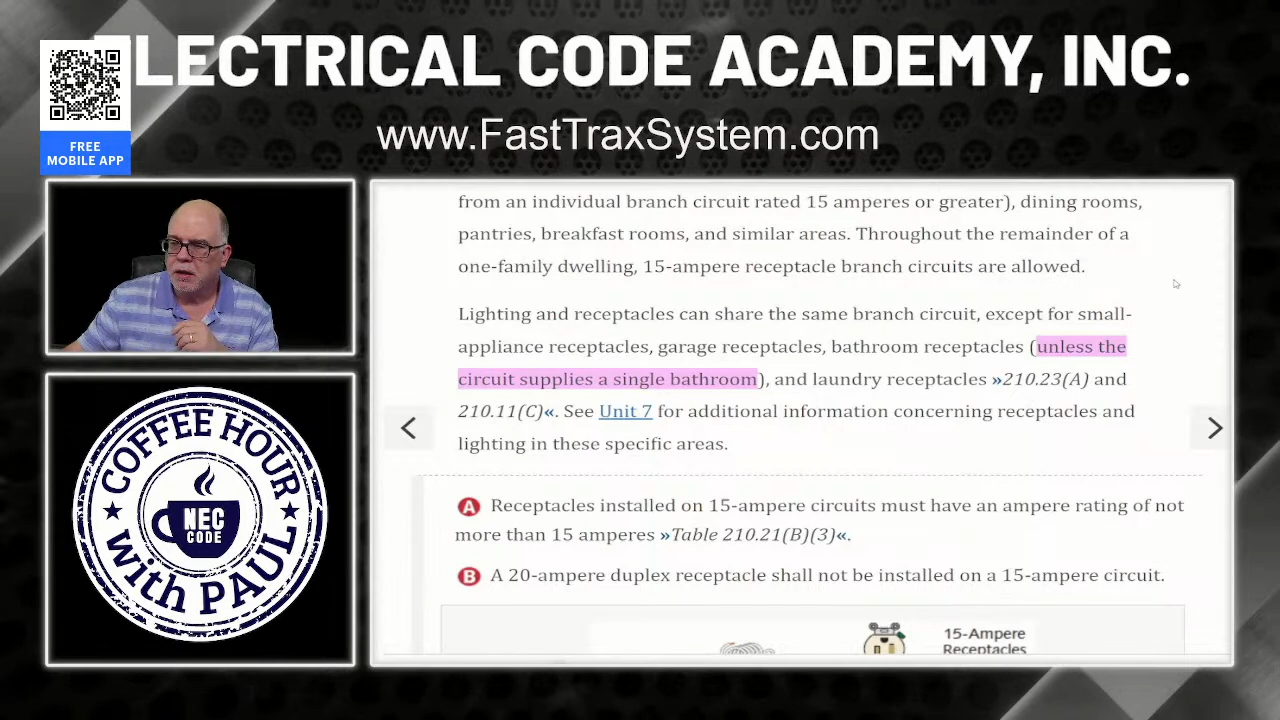 ELECTRICAL CODE ACADEMY, INC.
www.FastTraxSystem.com
FREE
MOBILE APP
from an individual branch circuit rated 15 amperes or greater), dining rooms,
pantries, breakfast rooms, and similar areas. Throughout the remainder of a
one-family dwelling, 15-ampere receptacle branch circuits are allowed.
Lighting and receptacles can share the same branch circuit, except for small-
appliance receptacles, garage receptacles, bathroom receptacles (unless the
circuit supplies a single bathroom), and laundry receptacles »210.23(A) and
210.11(C)«. See Unit 7 for additional information concerning receptacles and
lighting in these specific areas.
A Receptacles installed on 15-ampere circuits must have an ampere rating of not
more than 15 amperes »Table 210.21(B)(3)«.
B A 20-ampere duplex receptacle shall not be installed on a 15-ampere circuit.
15-Ampere
Receptacles
COFFEE HOUR
NEC
CODE
with PAUL